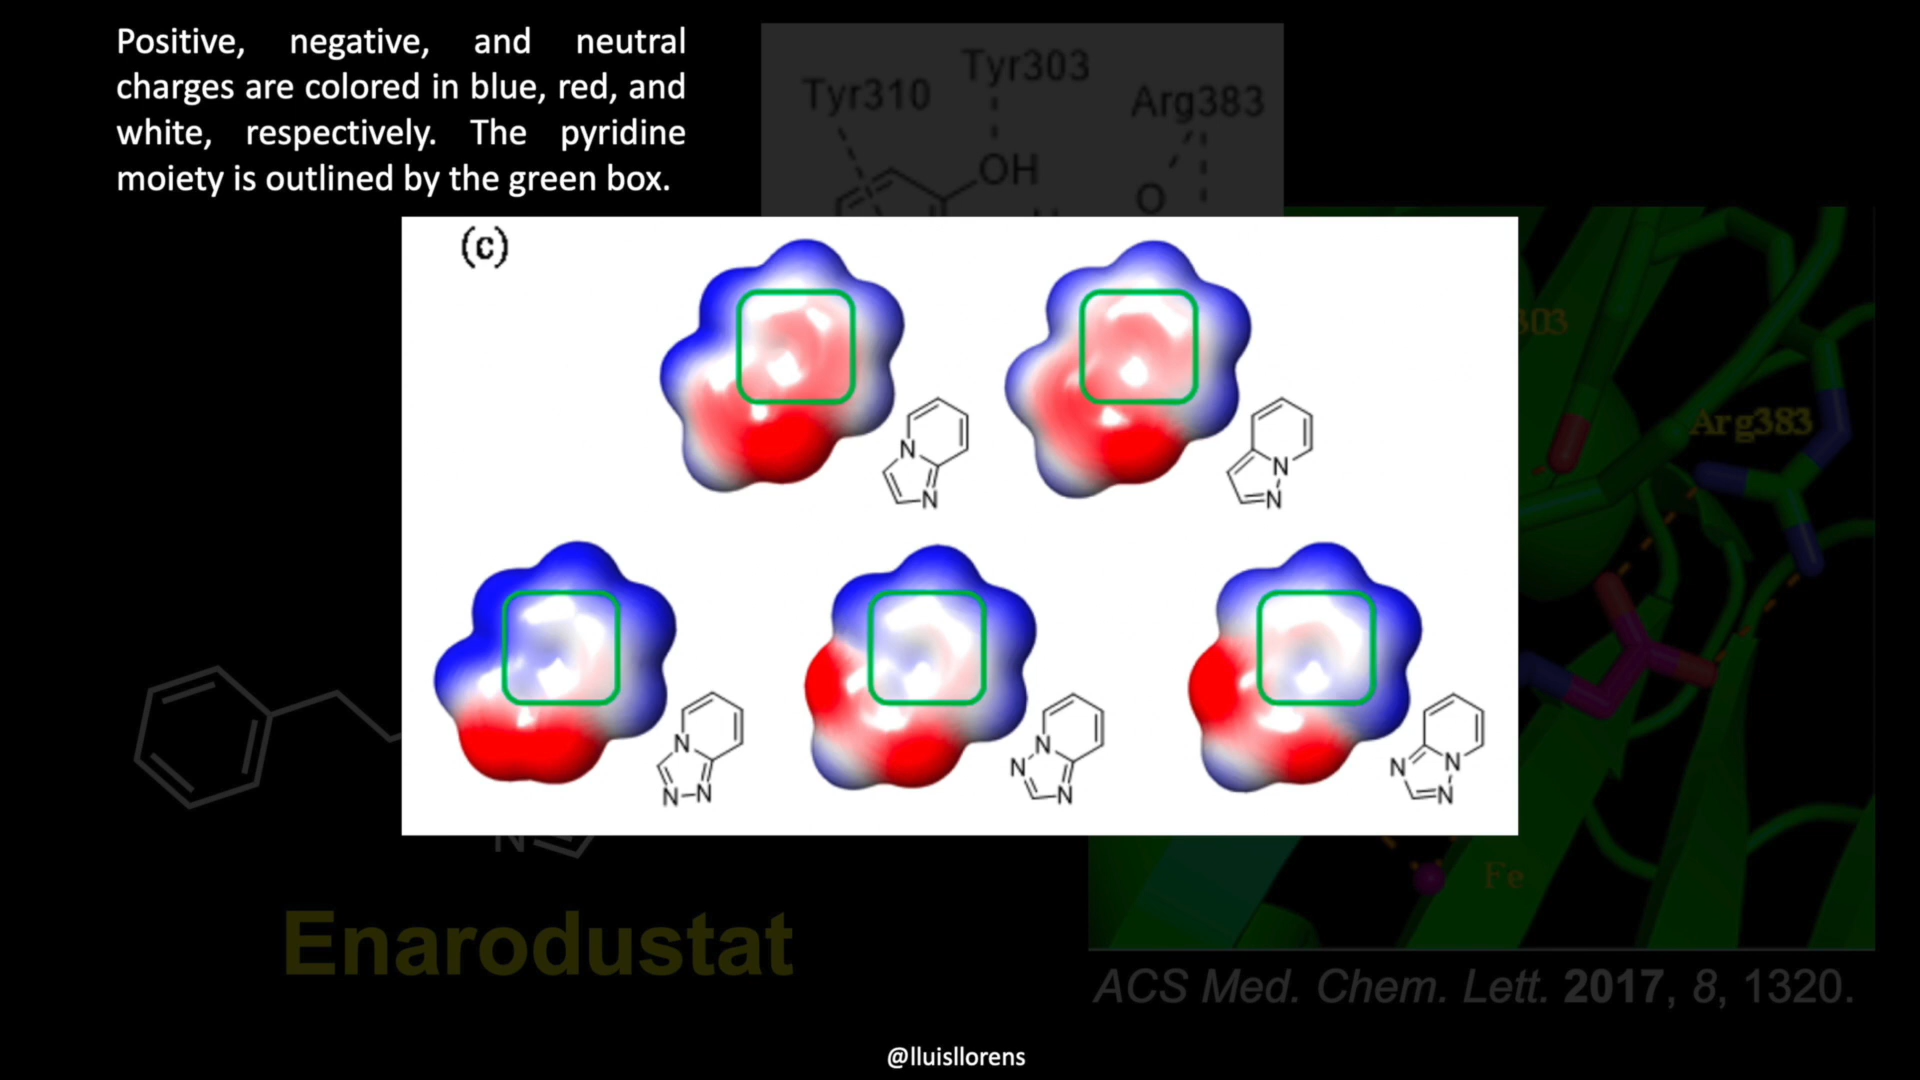 Positive, negative, and neutral
charges are colored in blue, red, and
white, respectively. The pyridine
moiety is outlined by the green box.
Tyr310
Tyr303
Arg383
OH
O
(c)
N
N
N
N
N
N–N
N
N
N
N
N
N
303
Arg383
Fe
N
Enarodustat
ACS Med. Chem. Lett. 2017, 8, 1320.
@lluisllorens